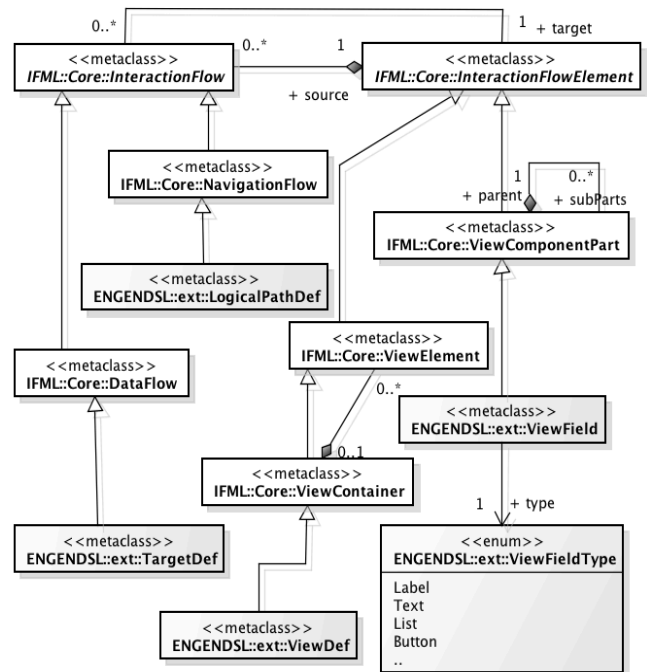 0..*
1
+ target
<<metaclass>>
IFML::Core::InteractionFlow
0..*
1
+ source
<<metaclass>>
IFML::Core::InteractionFlowElement
<<metaclass>>
IFML::Core::NavigationFlow
1
0..*
+ parent
+ subParts
<<metaclass>>
IFML::Core::ViewComponentPart
<<metaclass>>
ENGENDSL::ext::LogicalPathDef
<<metaclass>>
IFML::Core::DataFlow
<<metaclass>>
IFML::Core::ViewElement
0..*
0..1
<<metaclass>>
ENGENDSL::ext::ViewField
<<metaclass>>
IFML::Core::ViewContainer
1
+ type
<<metaclass>>
ENGENDSL::ext::TargetDef
<<enum>>
ENGENDSL::ext::ViewFieldType
Label
Text
List
Button
..
<<metaclass>>
ENGENDSL::ext::ViewDef